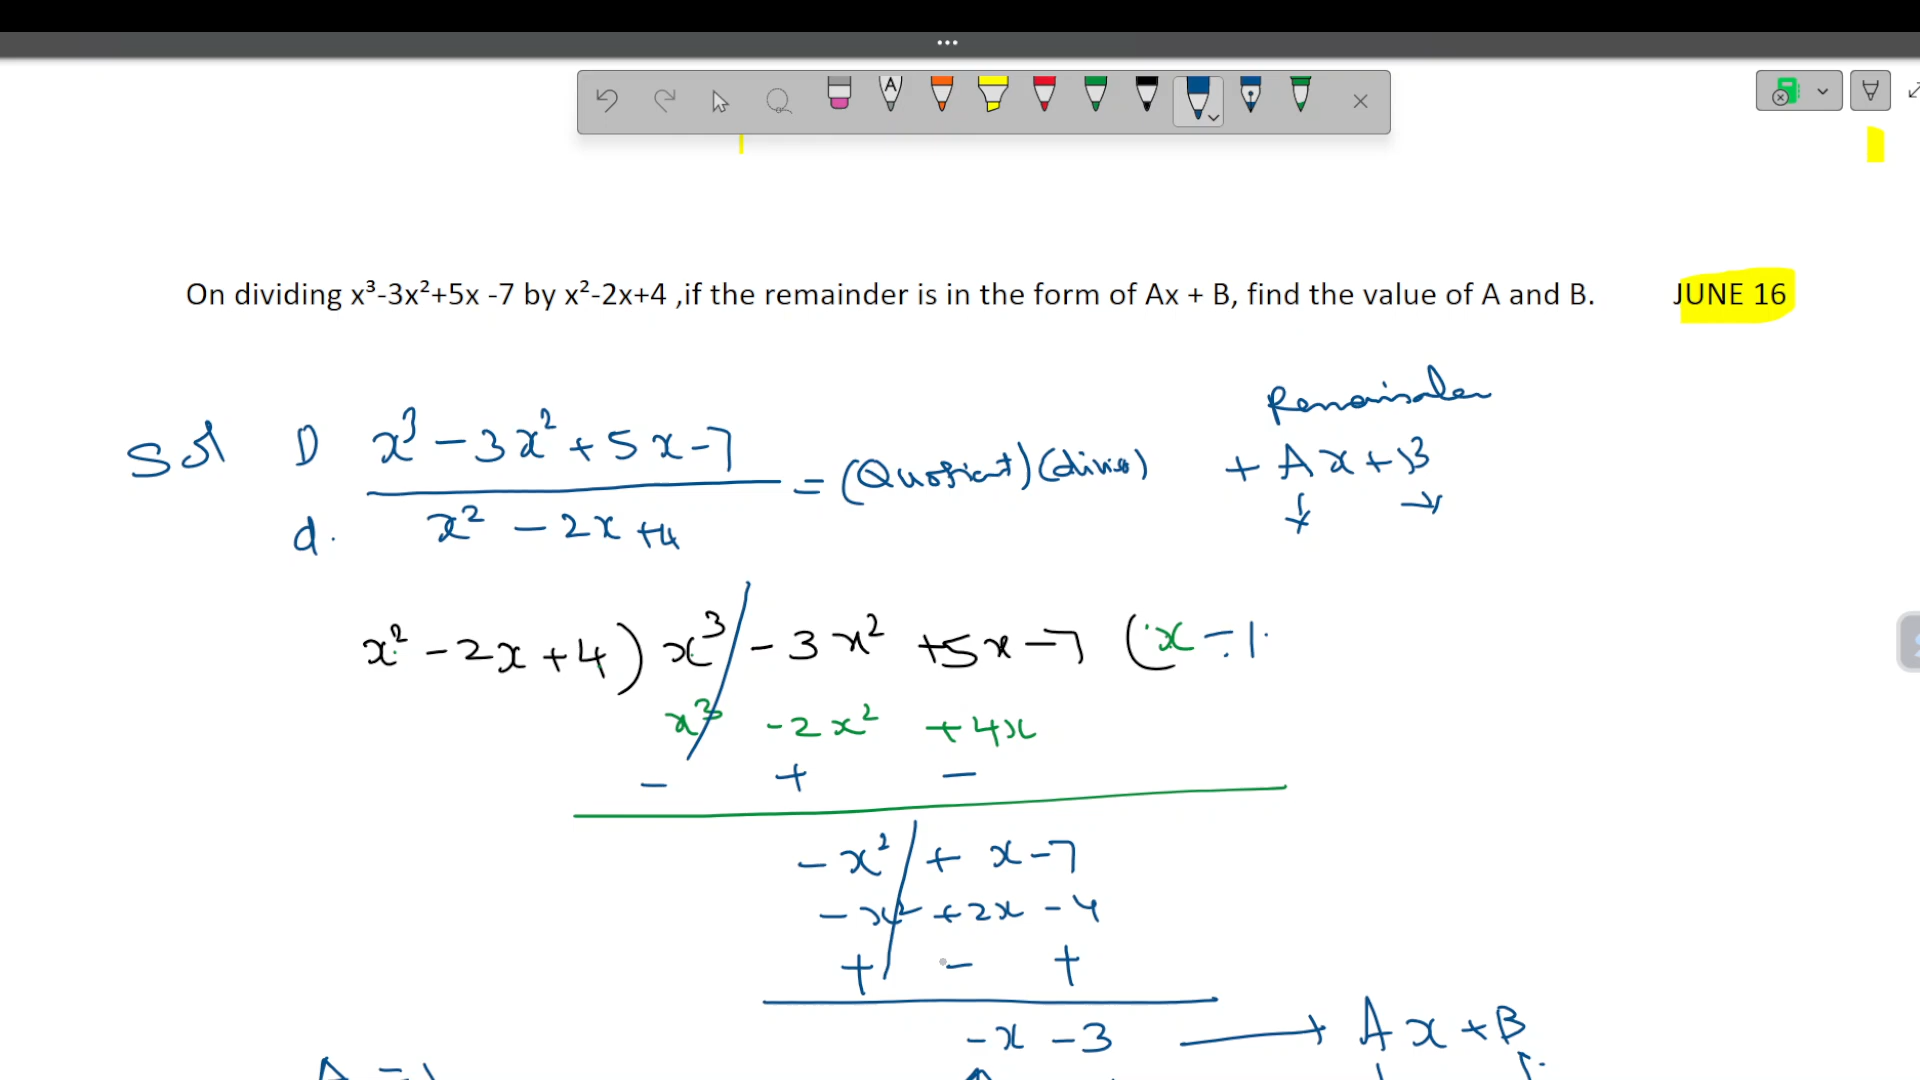 On dividing x³-3x²+5x -7 by x²-2x+4 ,if the remainder is in the form of Ax + B, find the value of A and B. JUNE 16
Remainder
Sol D x³ - 3x² + 5x - 7 = (Quotient) (divisor) + Ax + B
d. x² - 2x + 4
x² - 2x + 4 ) x³ - 3x² + 5x - 7 ( x - 1
x³ - 2x² + 4x
- + -
- x² + x - 7
- x² + 2x - 4
+ - +
- x - 3 → Ax + B